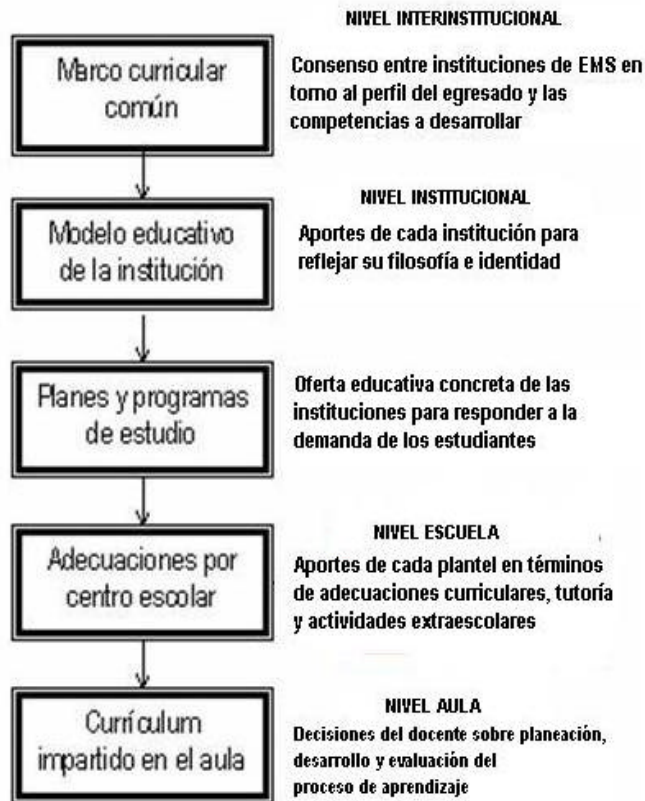 NIVEL INTERINSTITUCIONAL
Marco curricular
común
Consenso entre instituciones de EMS en
torno al perfil del egresado y las
competencias a desarrollar
NIVEL INSTITUCIONAL
Modelo educativo
de la institución
Aportes de cada institución para
reflejar su filosofía e identidad
Planes y programas
de estudio
Oferta educativa concreta de las
instituciones para responder a la
demanda de los estudiantes
NIVEL ESCUELA
Adecuaciones por
centro escolar
Aportes de cada plantel en términos
de adecuaciones curriculares, tutoría
y actividades extraescolares
NIVEL AULA
Currículum
impartido en el aula
Decisiones del docente sobre planeación,
desarrollo y evaluación del
proceso de aprendizaje